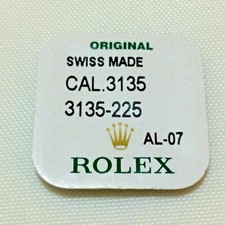 ORIGINAL
SWISS MADE
CAL.3135
3135-225
AL-07
ROLEX